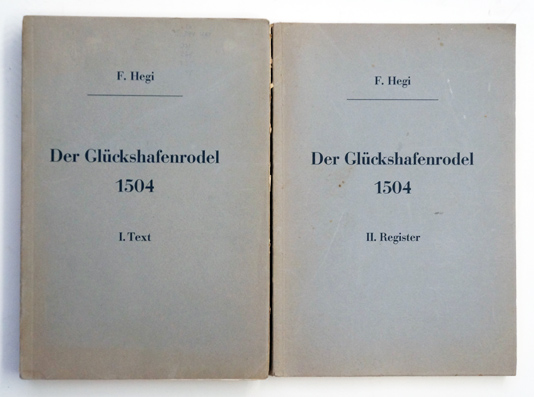 F. Hegi
Der Glückshafenrodel
1504
I. Text
F. Hegi
Der Glückshafenrodel
1504
II. Register